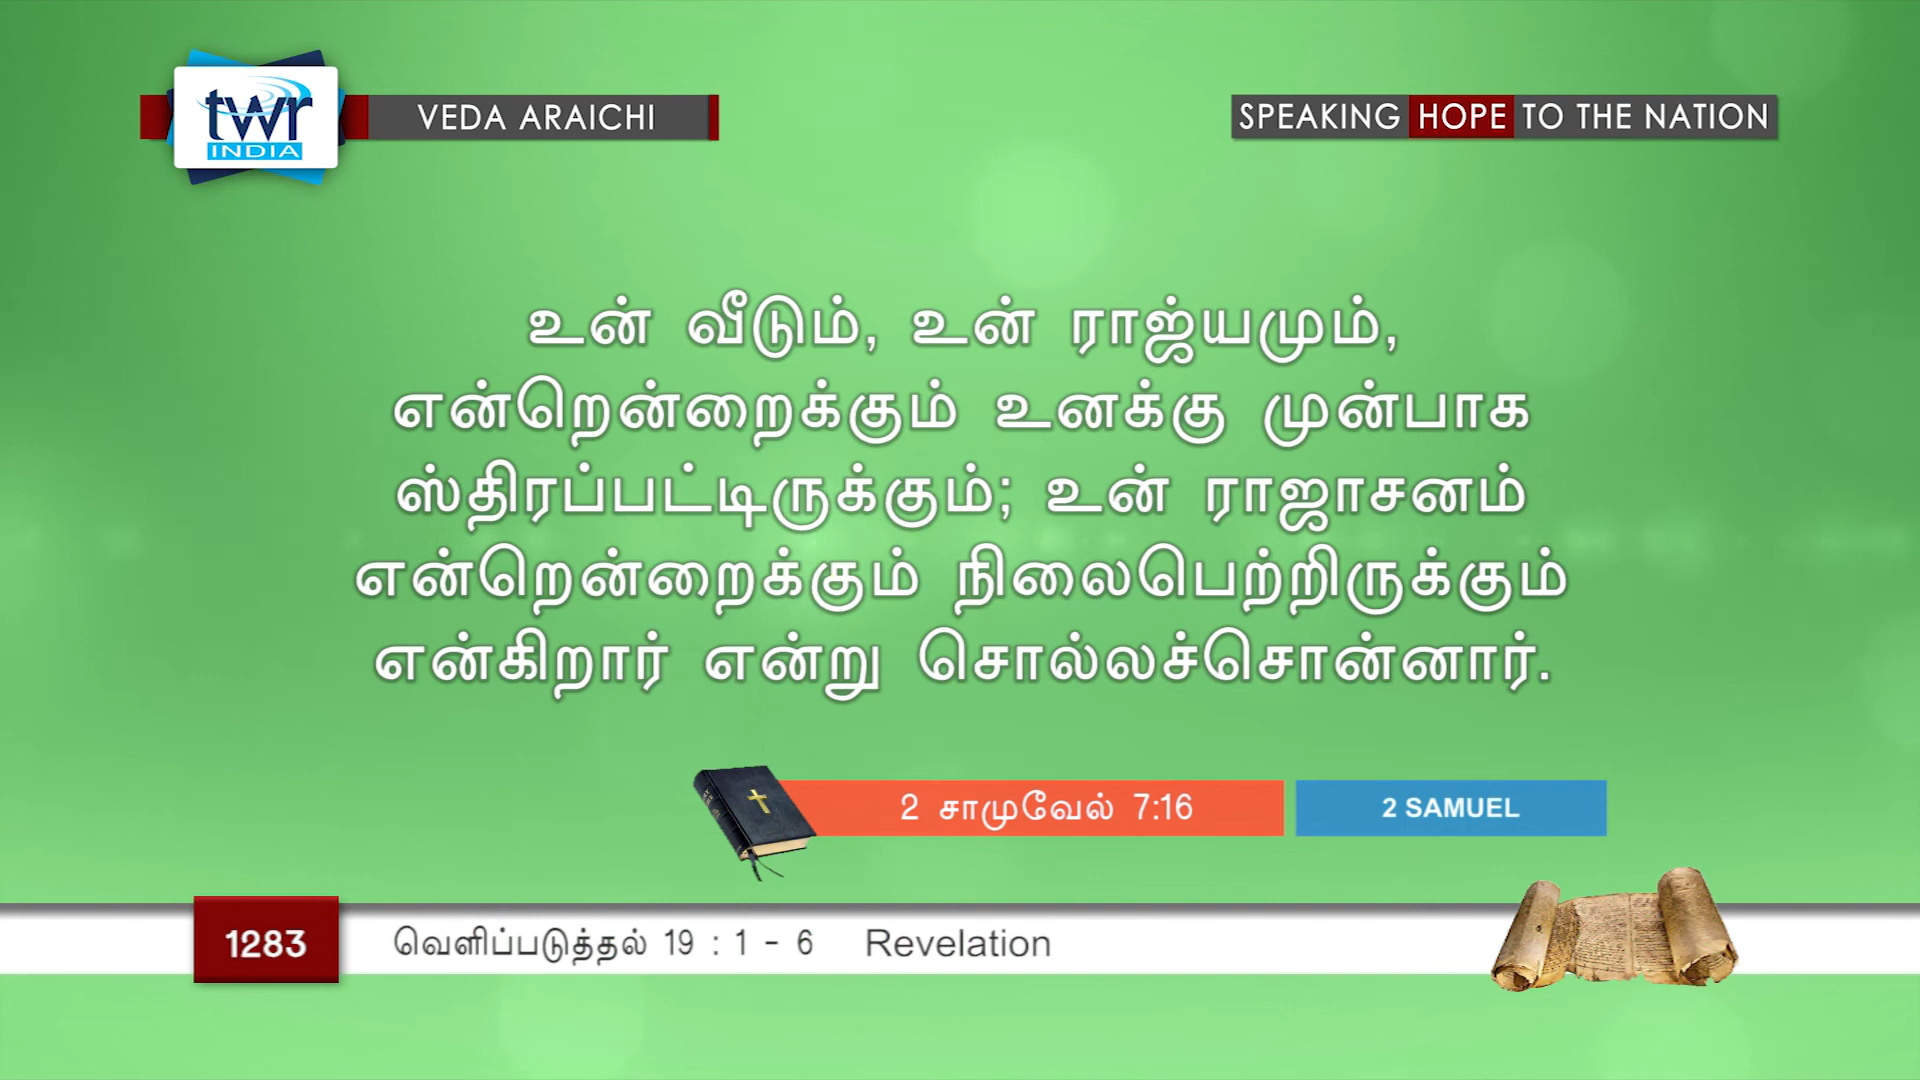 twr
INDIA
VEDA ARAICHI
SPEAKING HOPE TO THE NATION
உன் வீடும், உன் ராஜ்யமும்,
என்றென்றைக்கும் உனக்கு முன்பாக
ஸ்திரப்பட்டிருக்கும்; உன் ராஜாசனம்
என்றென்றைக்கும் நிலைபெற்றிருக்கும்
என்கிறார் என்று சொல்லச்சொன்னார்.
2 சாமுவேல் 7:16
2 SAMUEL
1283
வெளிப்படுத்தல் 19 : 1 - 6 Revelation